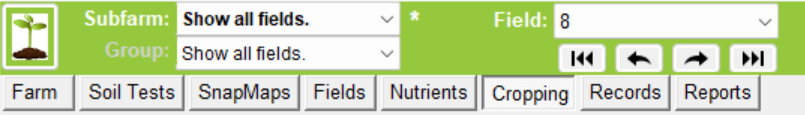 Subfarm: Show all fields. * Field: 8
Group: Show all fields.
Farm Soil Tests SnapMaps Fields Nutrients Cropping Records Reports